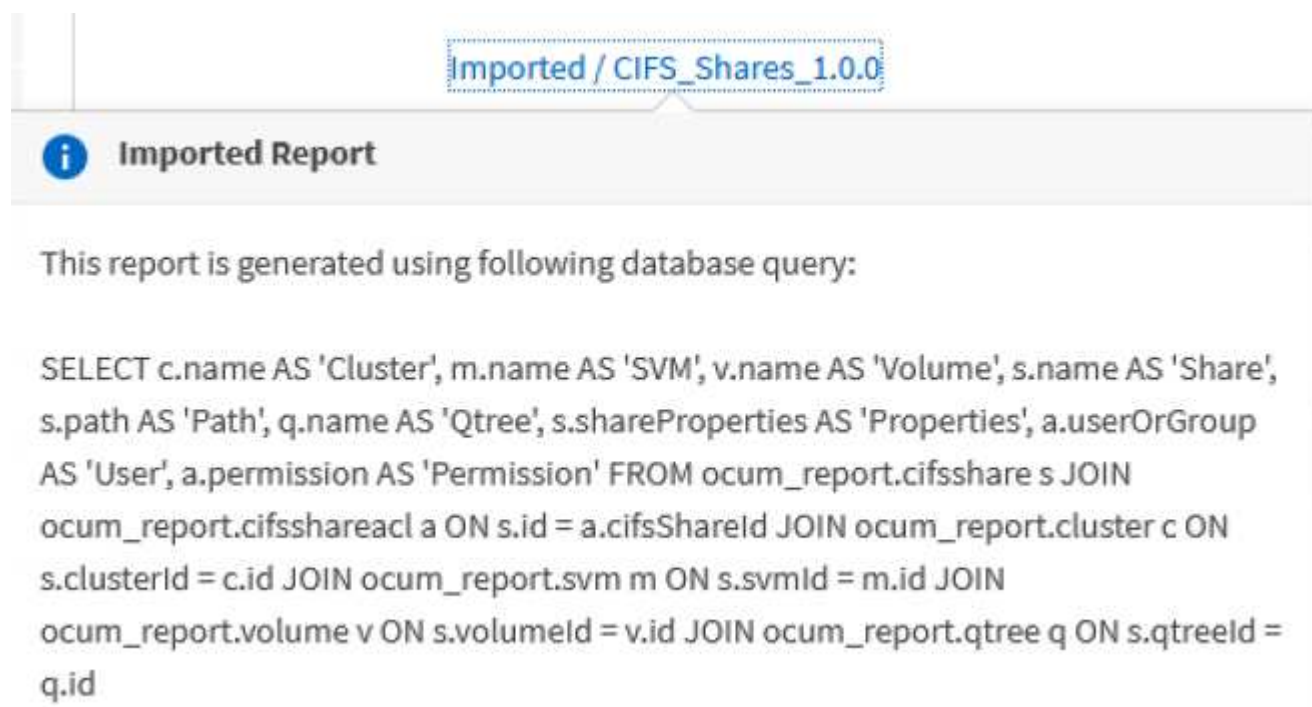 Imported / CIFS_Shares_1.0.0
Imported Report
This report is generated using following database query:
SELECT c.name AS 'Cluster', m.name AS 'SVM', v.name AS 'Volume', s.name AS 'Share',
s.path AS 'Path', q.name AS 'Qtree', s.shareProperties AS 'Properties', a.userOrGroup
AS 'User', a.permission AS 'Permission' FROM ocum_report.cifsshare s JOIN
ocum_report.cifsshareacl a ON s.id = a.cifsShareId JOIN ocum_report.cluster c ON
s.clusterId = c.id JOIN ocum_report.svm m ON s.svmId = m.id JOIN
ocum_report.volume v ON s.volumeId = v.id JOIN ocum_report.qtree q ON s.qtreeId =
q.id